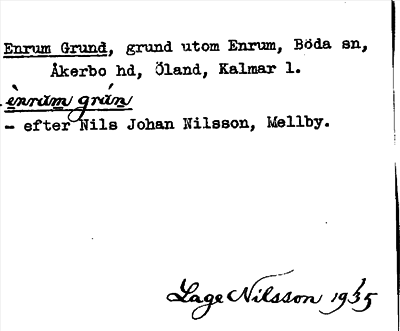 Enrum Grund, grund utom Enrum, Böda sn,
Åkerbo hd, Öland, Kalmar l.
ènrum grún
- efter Nils Johan Nilsson, Mellby.
Lage Nilsson 1935